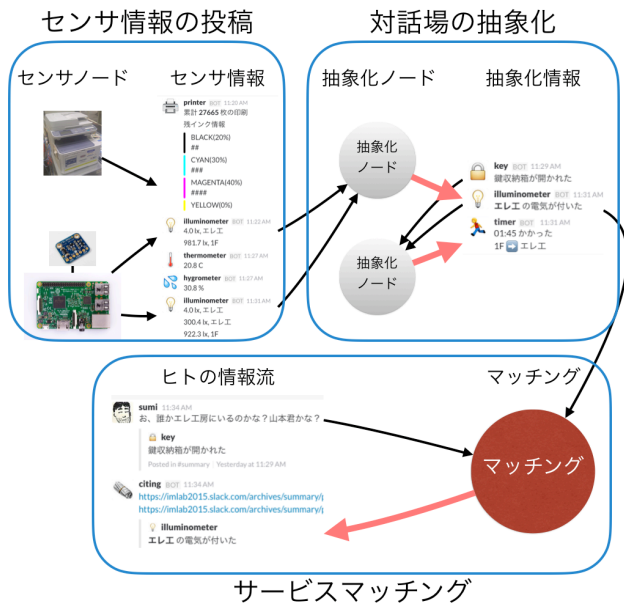 センサ情報の投稿
センサノード
センサ情報
printer BOT 11:20 AM
累計 27665 枚の印刷
残インク情報
BLACK(20%)
##
CYAN(30%)
###
MAGENTA(40%)
####
YELLOW(0%)
illuminometer BOT 11:22 AM
4.0 lx, エレ工
981.7 lx, 1F
thermometer BOT 11:27 AM
20.8 C
hygrometer BOT 11:27 AM
30.8 %
illuminometer BOT 11:31 AM
4.0 lx, エレ工
300.4 lx, エレ工
922.3 lx, 1F
対話場の抽象化
抽象化ノード
抽象化情報
抽象化
ノード
抽象化
ノード
key BOT 11:29 AM
鍵収納箱が開かれた
illuminometer BOT 11:31 AM
エレ工 の電気が付いた
timer BOT 11:31 AM
01:45 かかった
1F ➡ エレ工
ヒトの情報流
マッチング
sumi 11:34 AM
お、誰かエレ工房にいるのかな？山本君かな？
key
鍵収納箱が開かれた
Posted in #summary Yesterday at 11:29 AM
citing BOT 11:34 AM
https://imlab2015.slack.com/archives/summary/p
https://imlab2015.slack.com/archives/summary/p
illuminometer
エレ工 の電気が付いた
マッチング
サービスマッチング